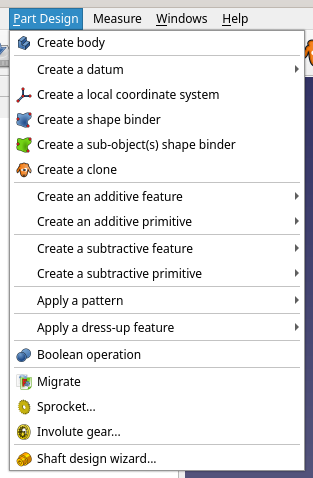 Part Design Measure Windows Help
Create body
Create a datum
Create a local coordinate system
Create a shape binder
Create a sub-object(s) shape binder
Create a clone
Create an additive feature
Create an additive primitive
Create a subtractive feature
Create a subtractive primitive
Apply a pattern
Apply a dress-up feature
Boolean operation
Migrate
Sprocket...
Involute gear...
Shaft design wizard...